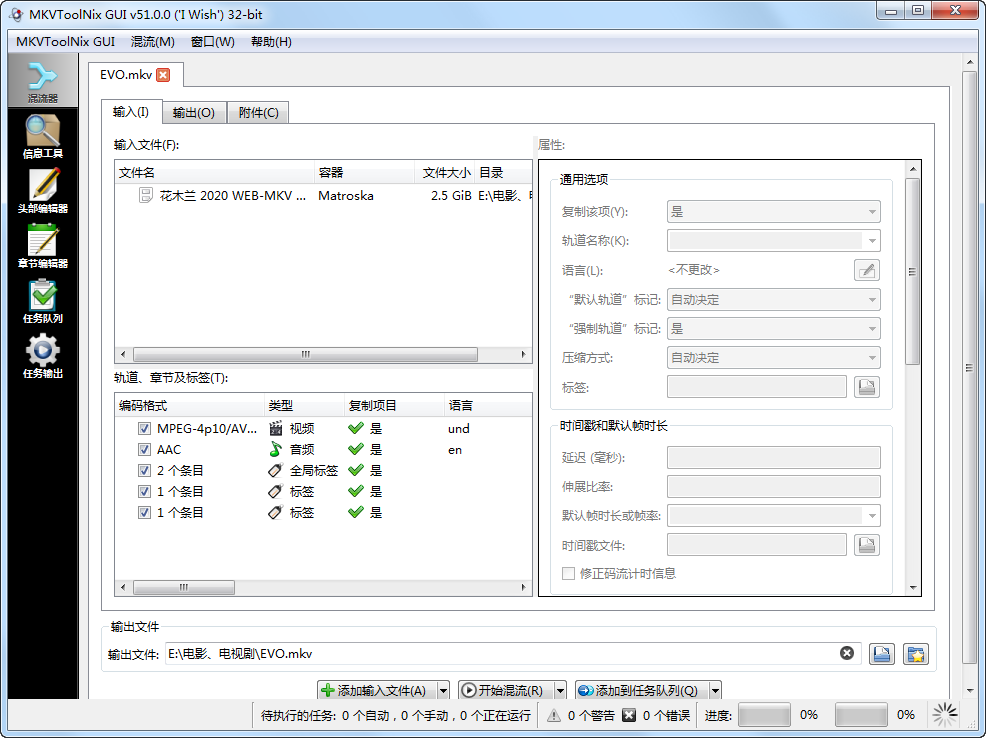 MKVToolNix GUI v51.0.0 ('I Wish') 32-bit
MKVToolNix GUI 混流(M) 窗口(W) 帮助(H)
混流器
信息工具
头部编辑器
章节编辑器
任务队列
任务输出
EVO.mkv
输入(I) 输出(O) 附件(C)
输入文件(F):
文件名 容器 文件大小 目录
花木兰 2020 WEB-MKV ... Matroska 2.5 GiB E:\电影、
轨道、章节及标签(T):
编码格式 类型 复制项目 语言
MPEG-4p10/AV... 视频 是 und
AAC 音频 是 en
2 个条目 全局标签 是
1 个条目 标签 是
1 个条目 标签 是
属性:
通用选项
复制该项(Y): 是
轨道名称(K):
语言(L): <不更改>
“默认轨道”标记: 自动决定
“强制轨道”标记: 是
压缩方式: 自动决定
标签:
时间戳和默认帧时长
延迟 (毫秒):
伸展比率:
默认帧时长或帧率:
时间戳文件:
修正码流计时信息
输出文件
输出文件: E:\电影、电视剧\EVO.mkv
添加输入文件(A) 开始混流(R) 添加到任务队列(Q)
待执行的任务: 0 个自动，0 个手动，0 个正在运行 0 个警告 0 个错误 进度: 0% 0%